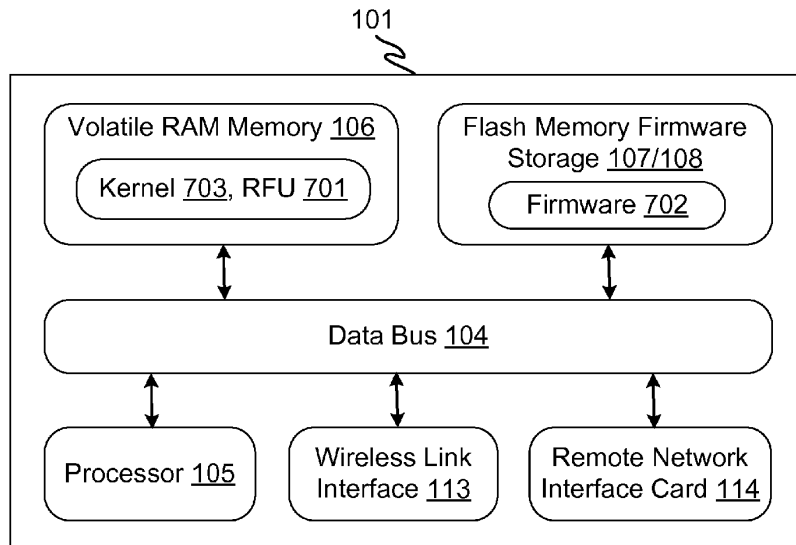 101
Volatile RAM Memory 106
Kernel 703, RFU 701
Flash Memory Firmware
Storage 107/108
Firmware 702
Data Bus 104
Processor 105
Wireless Link
Interface 113
Remote Network
Interface Card 114